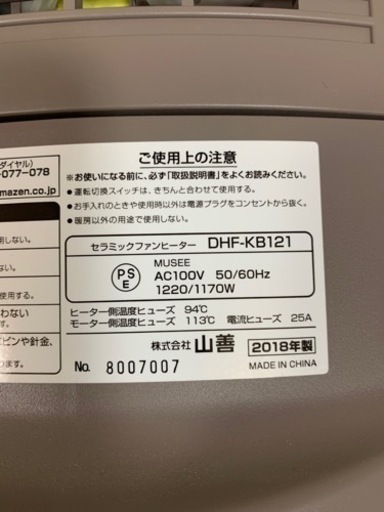 ダイヤル)
-077-078
mazen.co.jp
用しない。
ない。
い。
使用する。
わない
ピンや針金、
ご使用上の注意
※お使いになる前に、必ず「取扱説明書」をよくお読みください。
●運転切換スイッチは、きちんと合わせて使用する。
●お手入れのときや使用時以外は電源プラグをコンセントから抜く。
●暖房以外の用途で使用しない。
セラミックファンヒーター DHF-KB121
PS
E
MUSEE
AC100V 50/60Hz
1220/1170W
ヒーター側温度ヒューズ 94℃
モーター側温度ヒューズ 113℃ 電流ヒューズ 25A
株式会社 山善 2018年製
No. 8007007 MADE IN CHINA